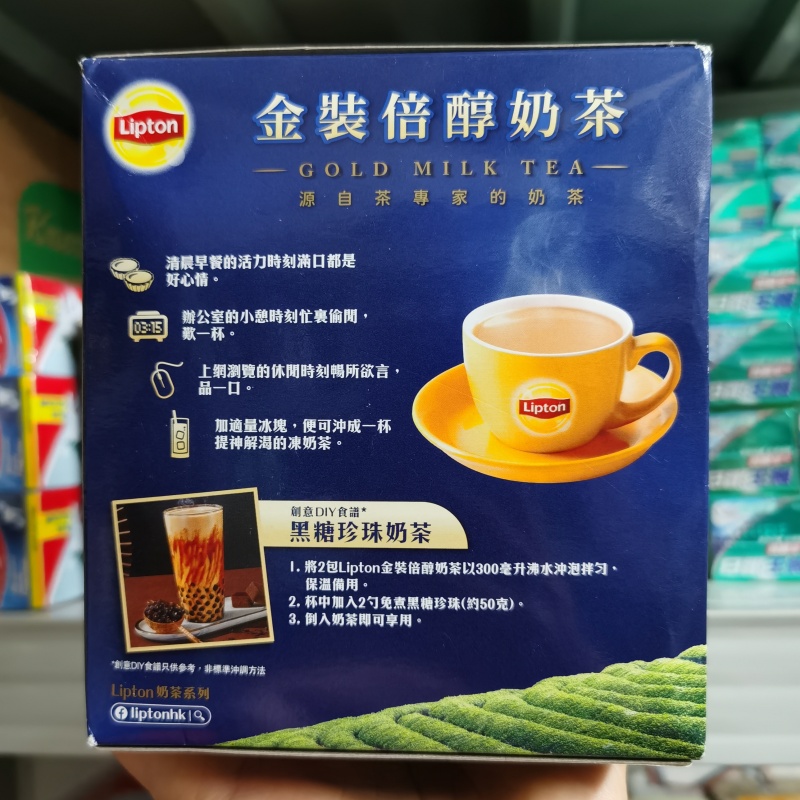 Lipton
金裝倍醇奶茶
GOLD MILK TEA
源自茶專家的奶茶
清晨早餐的活力時刻滿口都是
好心情。
03:15
辦公室的小憩時刻忙裏偷閒，
歎一杯。
上網瀏覽的休閒時刻暢所欲言，
品一口。
加適量冰塊，便可沖成一杯
提神解渴的凍奶茶。
Lipton
創意DIY食譜*
黑糖珍珠奶茶
1. 將2包Lipton金裝倍醇奶茶以300毫升沸水沖泡拌勻，
保溫備用。
2. 杯中加入2勺免煮黑糖珍珠(約50克)。
3. 倒入奶茶即可享用。
*創意DIY食譜只供參考，非標準沖調方法
Lipton奶茶系列
liptonhk